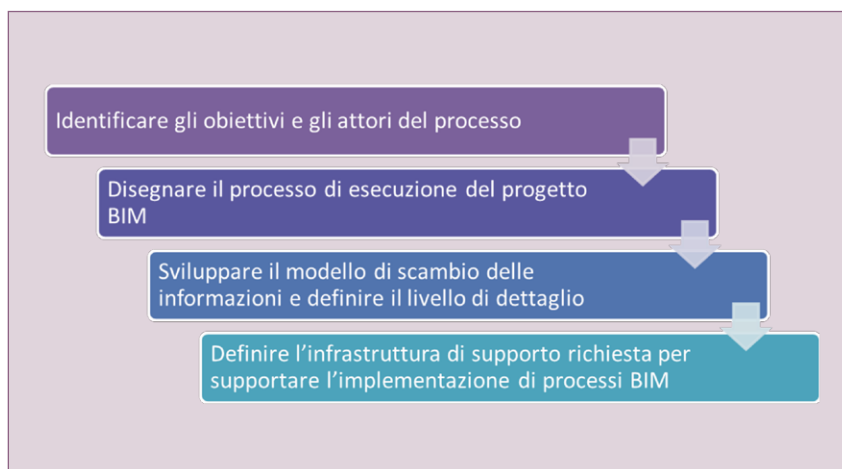 Identificare gli obiettivi e gli attori del processo
Disegnare il processo di esecuzione del progetto
BIM
Sviluppare il modello di scambio delle
informazioni e definire il livello di dettaglio
Definire l’infrastruttura di supporto richiesta per
supportare l’implementazione di processi BIM